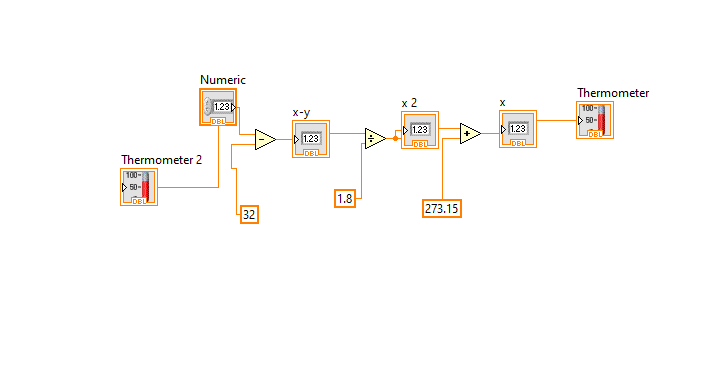 Numeric
1.23
DBL
x-y
1.23
DBL
x 2
1.23
DBL
x
1.23
DBL
Thermometer
100-
50-
DBL
Thermometer 2
100-
50-
DBL
32
1.8
273.15